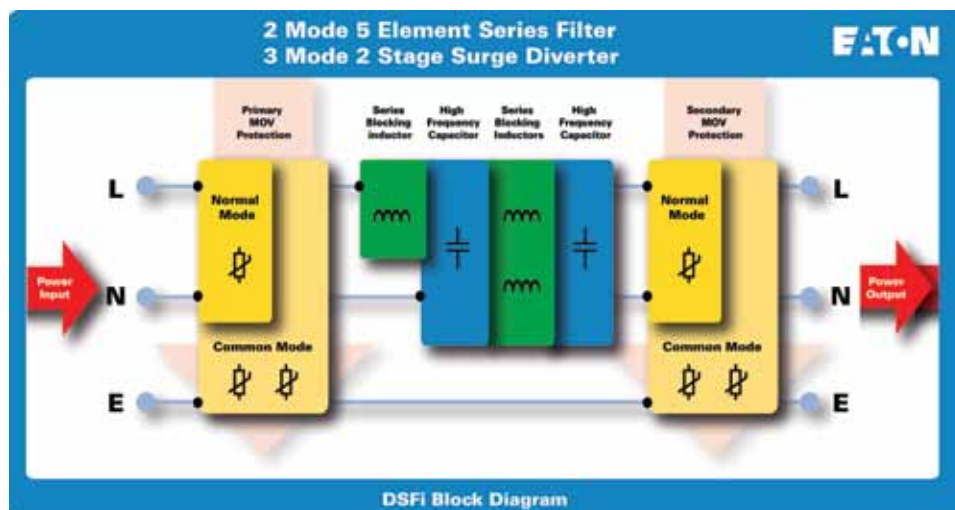 2 Mode 5 Element Series Filter
3 Mode 2 Stage Surge Diverter
EATON
Primary
MOV
Protection
Series
Blocking
inductor
High
Frequency
Capacitor
Series
Blocking
Inductors
High
Frequency
Capacitor
Secondary
MOV
Protection
L
Normal
Mode
Normal
Mode
L
Power
Input
N
N
Power
Output
Common Mode
Common Mode
E
E
DSFi Block Diagram